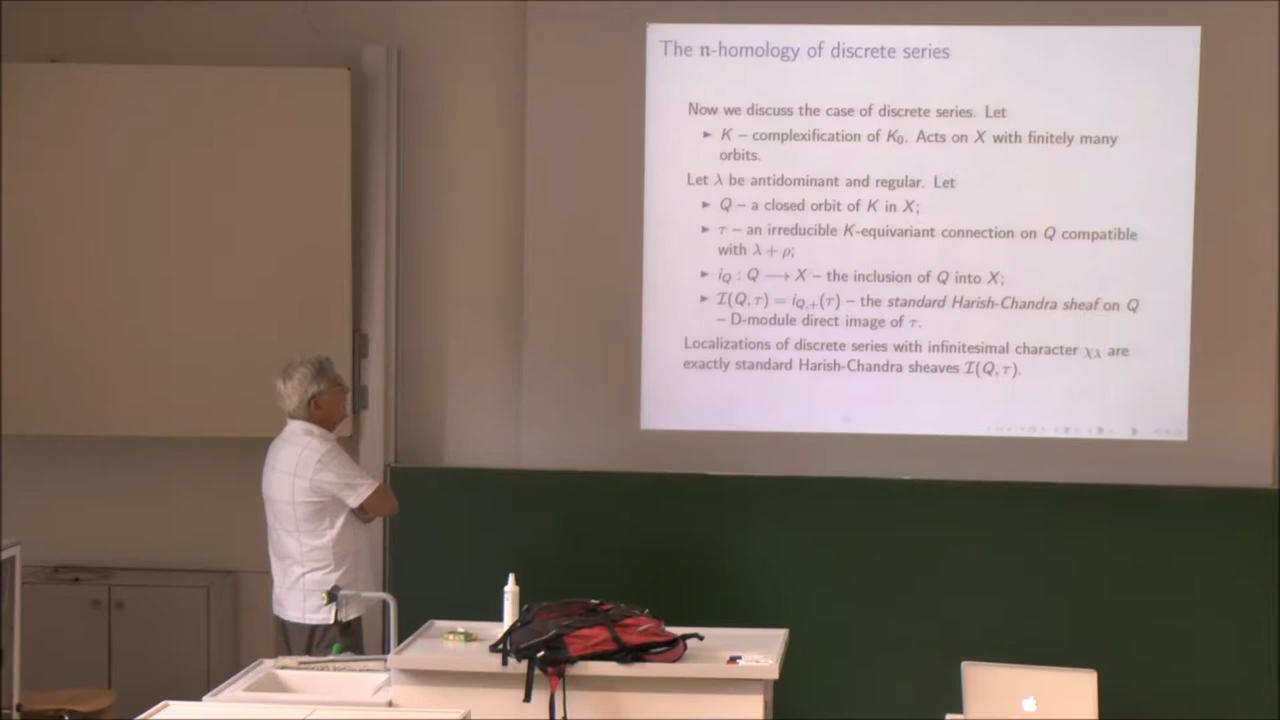 The n-homology of discrete series
Now we discuss the case of discrete series. Let
► K – complexification of K₀. Acts on X with finitely many
orbits.
Let λ be antidominant and regular. Let
► Q – a closed orbit of K in X;
► τ – an irreducible K-equivariant connection on Q compatible
with λ + ρ;
► i_Q : Q ⟶ X – the inclusion of Q into X;
► I(Q, τ) = i_{Q,+}(τ) – the standard Harish-Chandra sheaf on Q
– D-module direct image of τ.
Localizations of discrete series with infinitesimal character χ_λ are
exactly standard Harish-Chandra sheaves I(Q, τ).